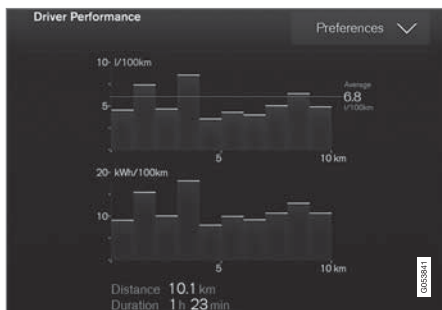 Driver Performance
Preferences
10 l/100km
Average
6.8
l/100km
5
5 10 km
20 kWh/100km
10
5 10 km
Distance 10.1 km
Duration 1 h 23 min
G053841